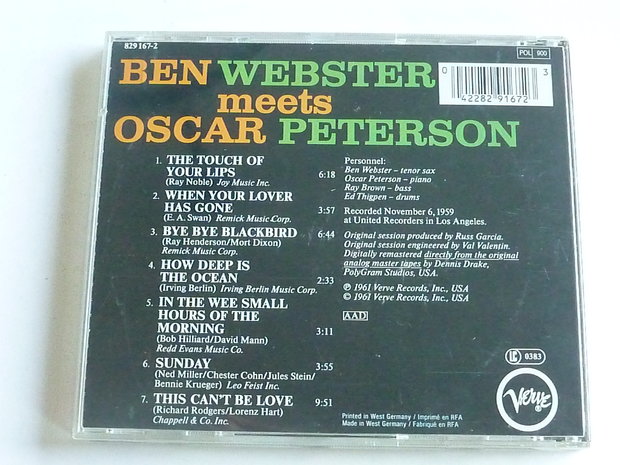 829 167-2
POL 900
BEN WEBSTER
meets
OSCAR PETERSON
0 42282 91672 3
1. THE TOUCH OF
YOUR LIPS 6:18
(Ray Noble) Joy Music Inc.
2. WHEN YOUR LOVER
HAS GONE 3:57
(E. A. Swan) Remick Music Corp.
3. BYE BYE BLACKBIRD 6:44
(Ray Henderson/Mort Dixon)
Remick Music Corp.
4. HOW DEEP IS
THE OCEAN 2:33
(Irving Berlin) Irving Berlin Music Corp.
5. IN THE WEE SMALL
HOURS OF THE
MORNING 3:11
(Bob Hilliard/David Mann)
Redd Evans Music Co.
6. SUNDAY 3:55
(Ned Miller/Chester Cohn/Jules Stein/
Bennie Krueger) Leo Feist Inc.
7. THIS CAN'T BE LOVE 9:51
(Richard Rodgers/Lorenz Hart)
Chappell & Co. Inc.
Personnel:
Ben Webster – tenor sax
Oscar Peterson – piano
Ray Brown – bass
Ed Thigpen – drums
Recorded November 6, 1959
at United Recorders in Los Angeles.
Original session produced by Russ Garcia.
Original session engineered by Val Valentin.
Digitally remastered directly from the original
analog master tapes by Dennis Drake,
PolyGram Studios, USA.
℗ 1961 Verve Records, Inc., USA
© 1961 Verve Records, Inc., USA
AAD
LC 0383
Verve
Printed in West Germany / Imprimé en RFA
Made in West Germany / Fabriqué en RFA